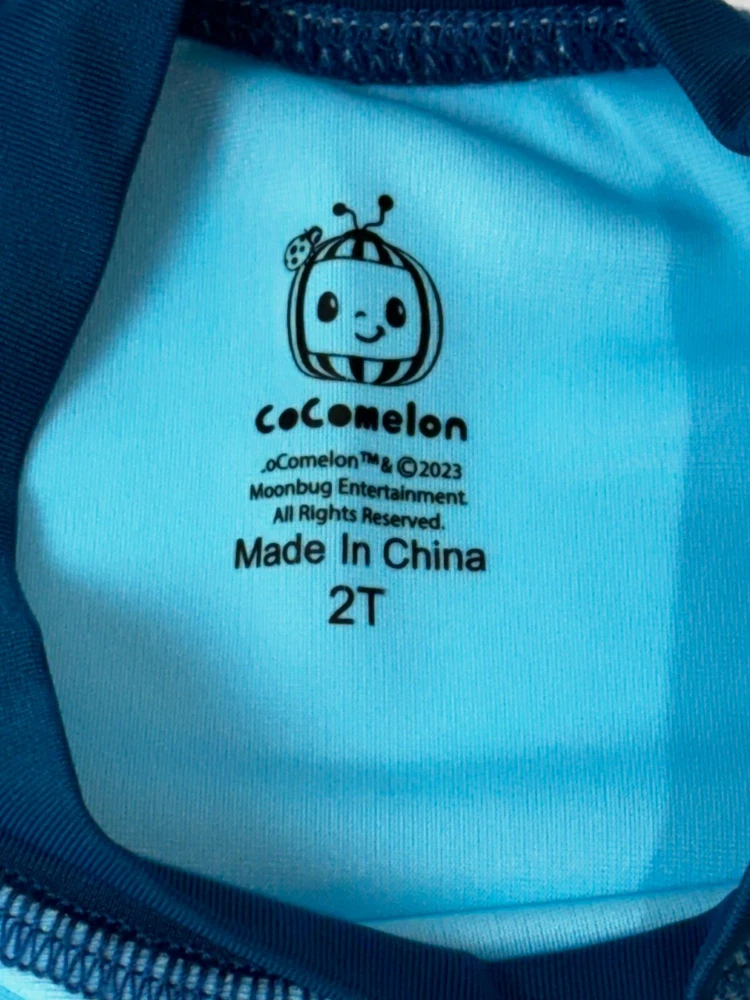 CoComelon
.oComelon™ & ©2023
Moonbug Entertainment.
All Rights Reserved.
Made In China
2T